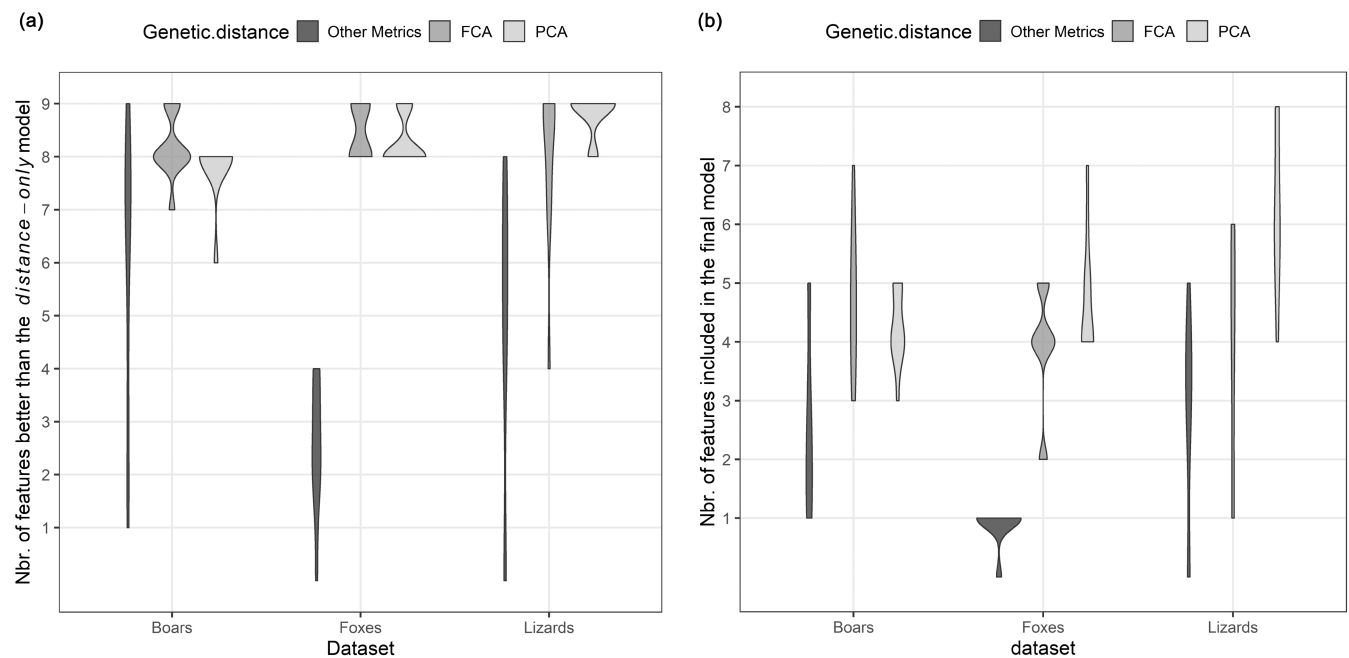 (a)
Genetic.distance Other Metrics FCA PCA
Nbr. of features better than the distance−only model
9
8
7
6
5
4
3
2
1
Boars Foxes Lizards
Dataset
(b)
Genetic.distance Other Metrics FCA PCA
Nbr. of features included in the final model
8
7
6
5
4
3
2
1
Boars Foxes Lizards
dataset